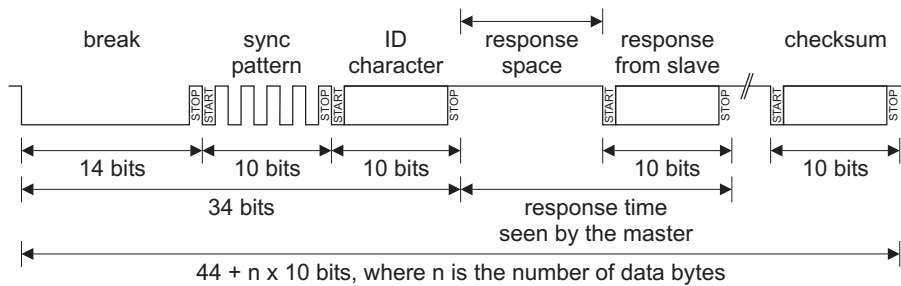 break
sync
pattern
ID
character
response
space
response
from slave
checksum
STOP
START
STOP
START
STOP
START
STOP
START
STOP
14 bits
10 bits
10 bits
10 bits
10 bits
34 bits
response time
seen by the master
44 + n x 10 bits, where n is the number of data bytes